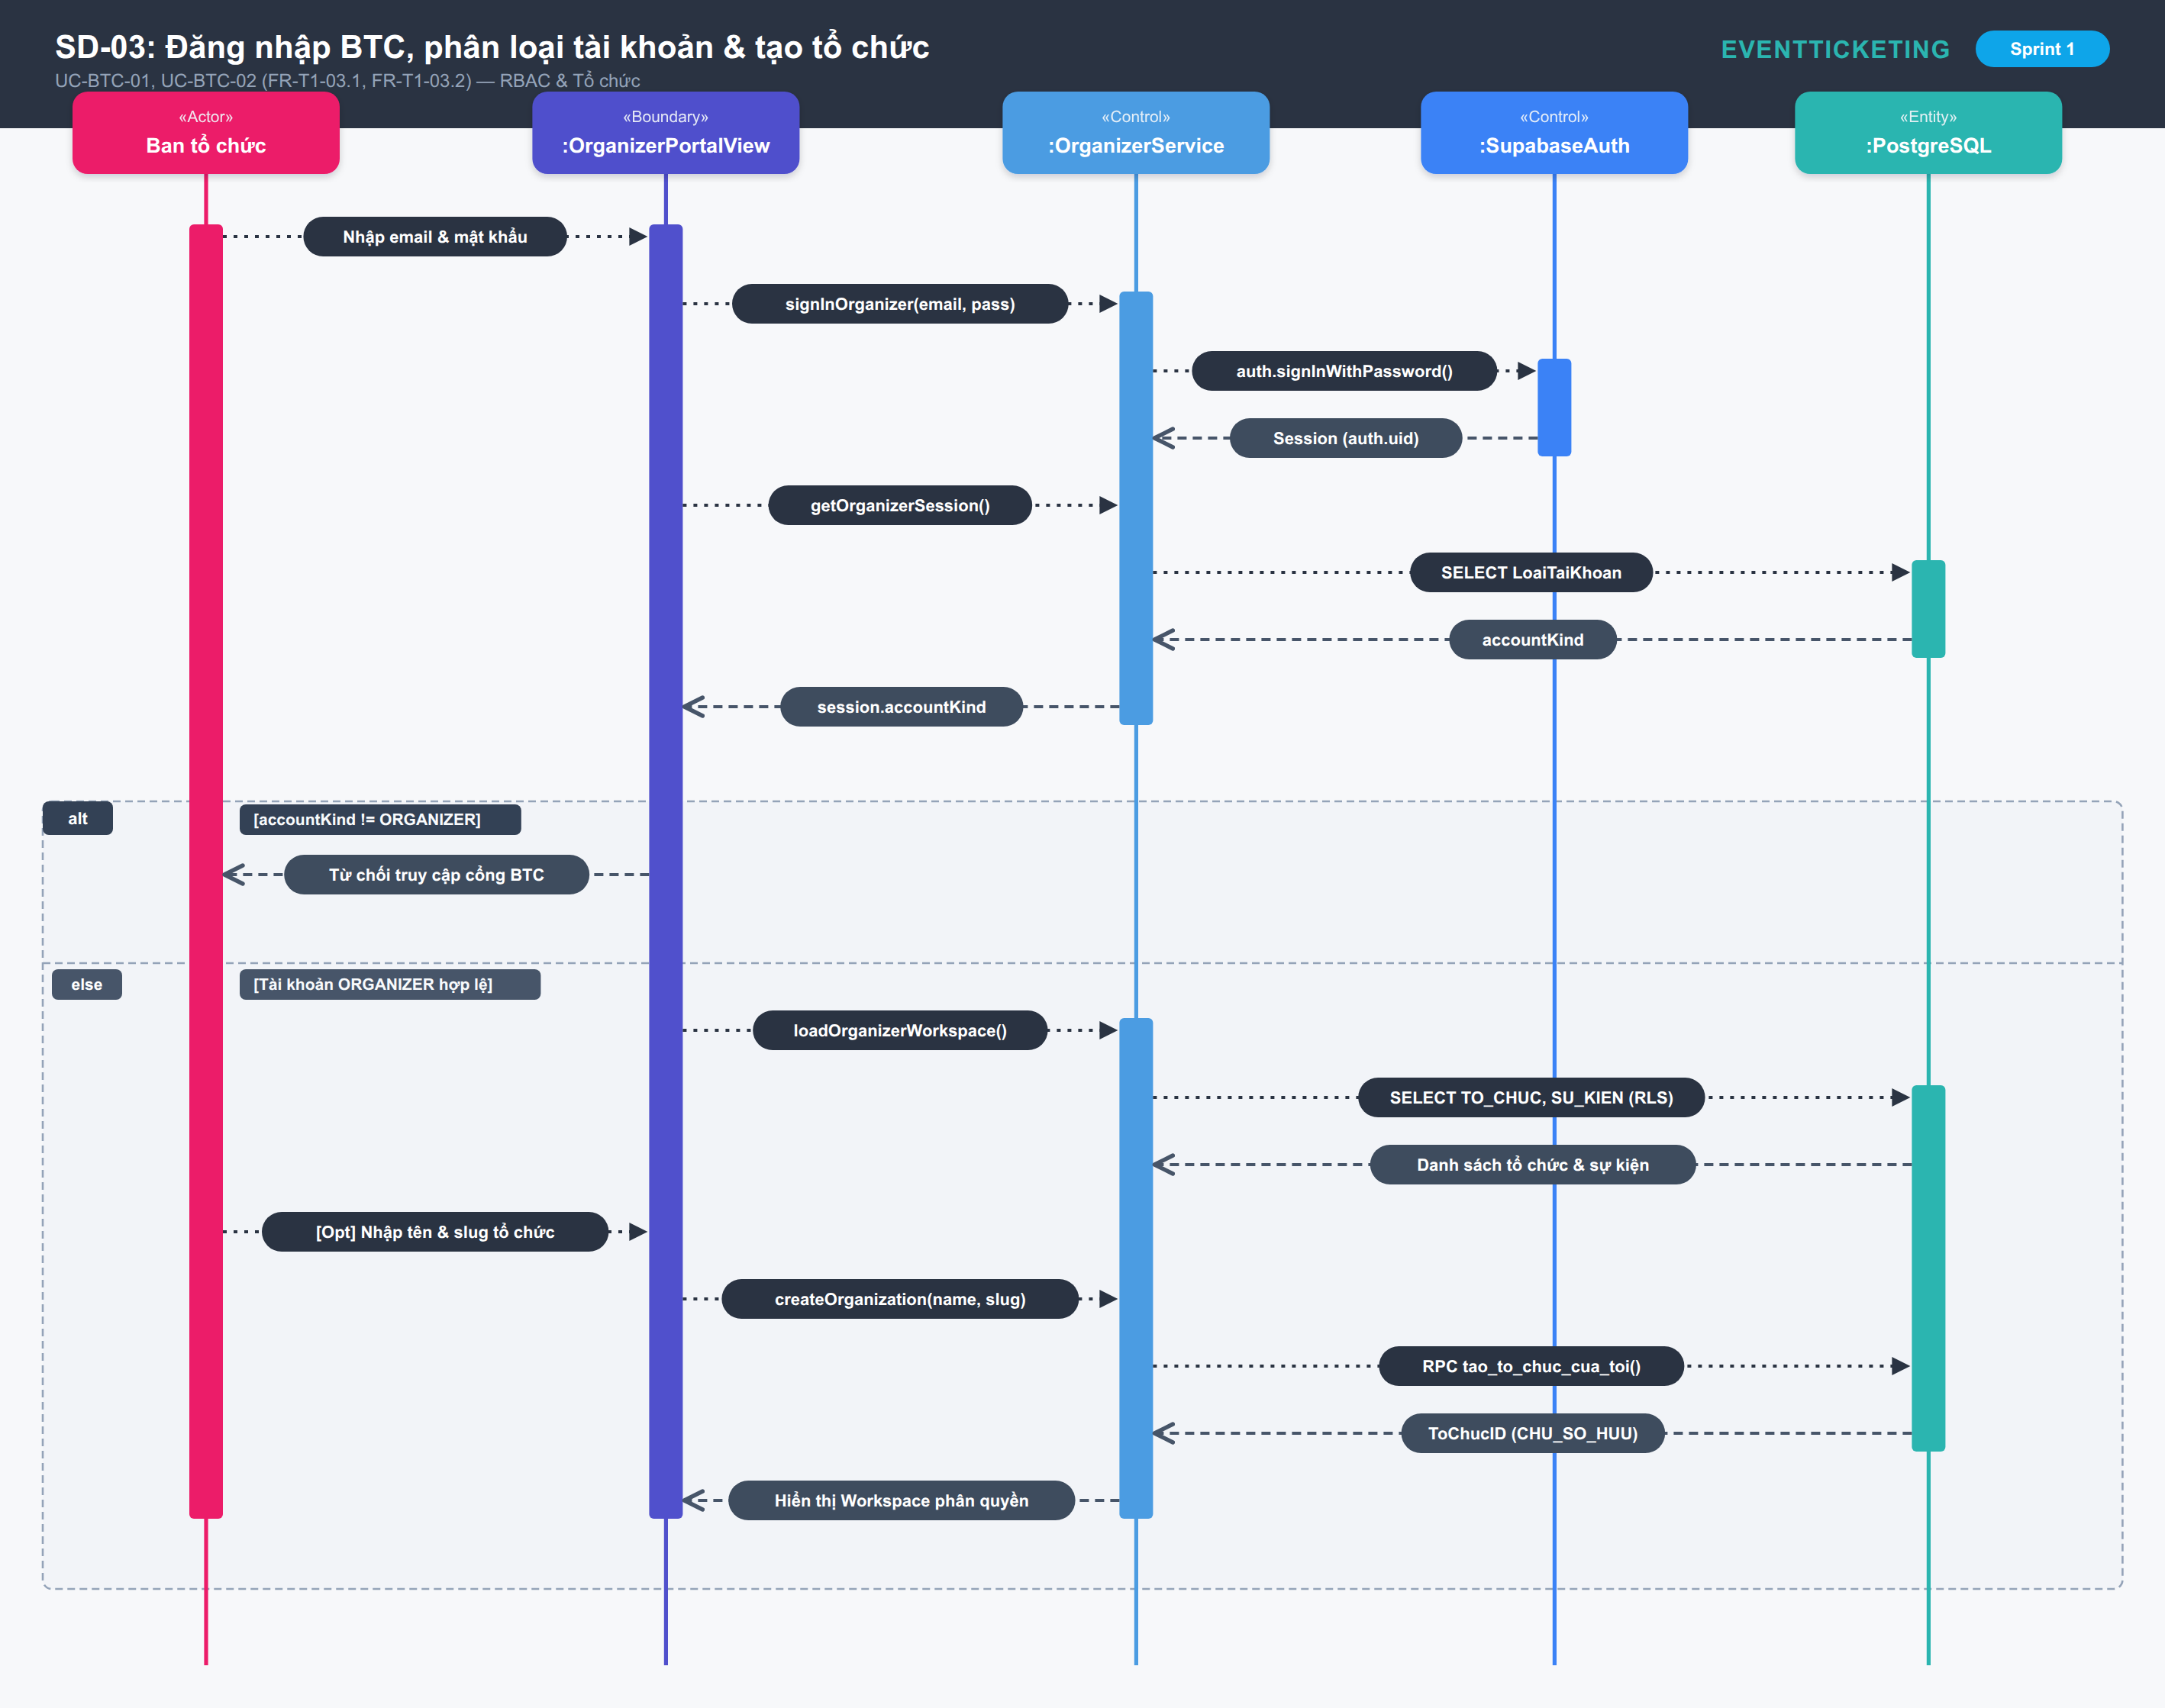 SD-03: Đăng nhập BTC, phân loại tài khoản & tạo tổ chức
UC-BTC-01, UC-BTC-02 (FR-T1-03.1, FR-T1-03.2) — RBAC & Tổ chức
EVENTTICKETING
Sprint 1
«Actor»
Ban tổ chức
«Boundary»
:OrganizerPortalView
«Control»
:OrganizerService
«Control»
:SupabaseAuth
«Entity»
:PostgreSQL
Nhập email & mật khẩu
signInOrganizer(email, pass)
auth.signInWithPassword()
Session (auth.uid)
getOrganizerSession()
SELECT LoaiTaiKhoan
accountKind
session.accountKind
alt
[accountKind != ORGANIZER]
Từ chối truy cập cổng BTC
else
[Tài khoản ORGANIZER hợp lệ]
loadOrganizerWorkspace()
SELECT TO_CHUC, SU_KIEN (RLS)
Danh sách tổ chức & sự kiện
[Opt] Nhập tên & slug tổ chức
createOrganization(name, slug)
RPC tao_to_chuc_cua_toi()
ToChucID (CHU_SO_HUU)
Hiển thị Workspace phân quyền